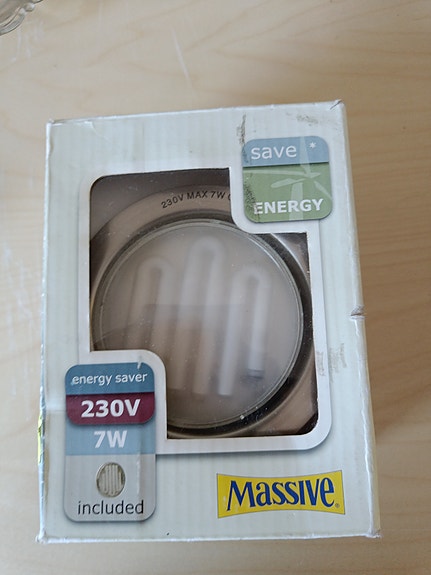 save *
ENERGY
230V MAX 7W
energy saver
230V
7W
included
MASSIVE®